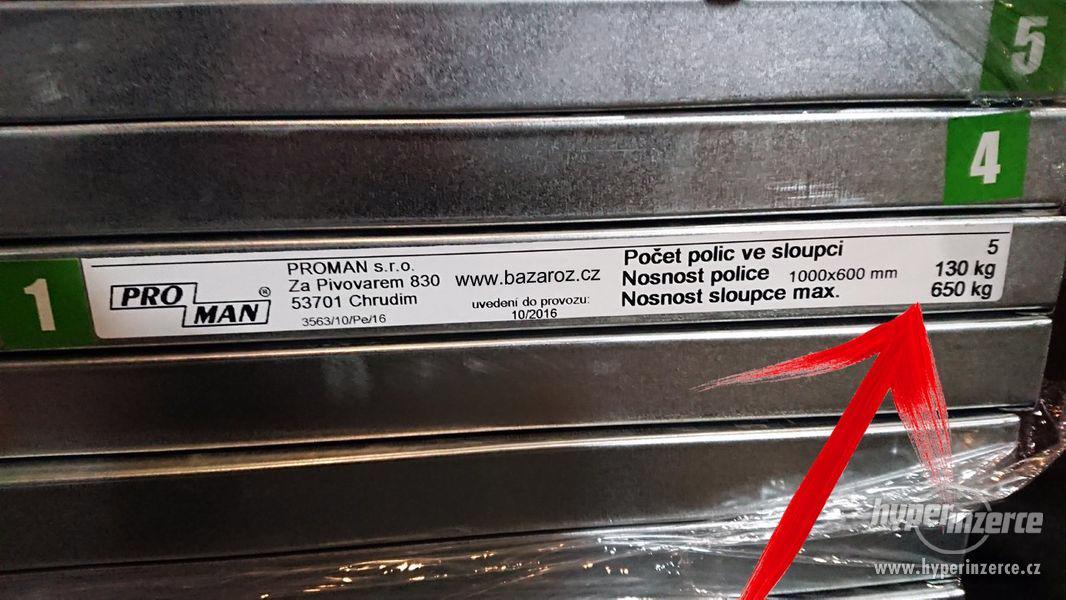 5
4
1
PRO MAN ®
PROMAN s.r.o.
Za Pivovarem 830
53701 Chrudim
3563/10/Pe/16
www.bazaroz.cz
uvedení do provozu:
10/2016
Počet polic ve sloupci 5
Nosnost police 1000x600 mm 130 kg
Nosnost sloupce max. 650 kg
hyperinzerce
www.hyperinzerce.cz